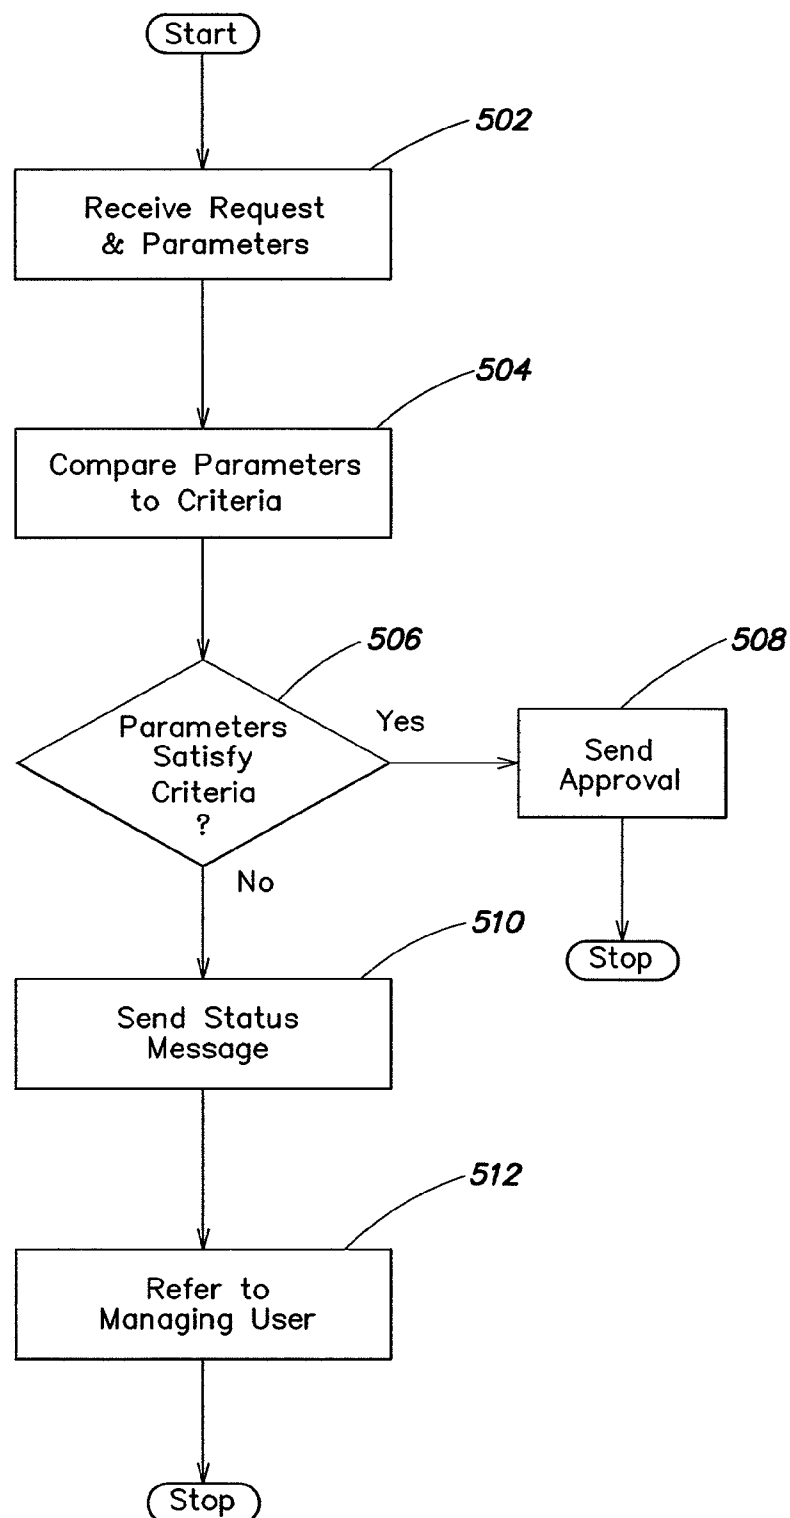 Start
502
Receive Request
& Parameters
504
Compare Parameters
to Criteria
506
Parameters
Satisfy
Criteria
?
Yes
508
Send
Approval
Stop
No
510
Send Status
Message
512
Refer to
Managing User
Stop